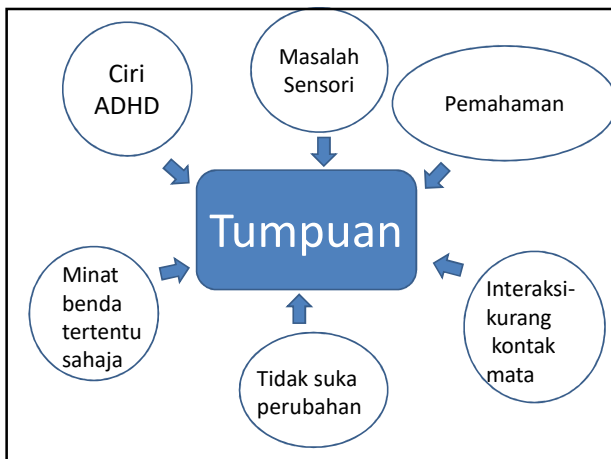 Ciri
ADHD
Masalah
Sensori
Pemahaman
Tumpuan
Minat
benda
tertentu
sahaja
Tidak suka
perubahan
Interaksi-
kurang
kontak
mata